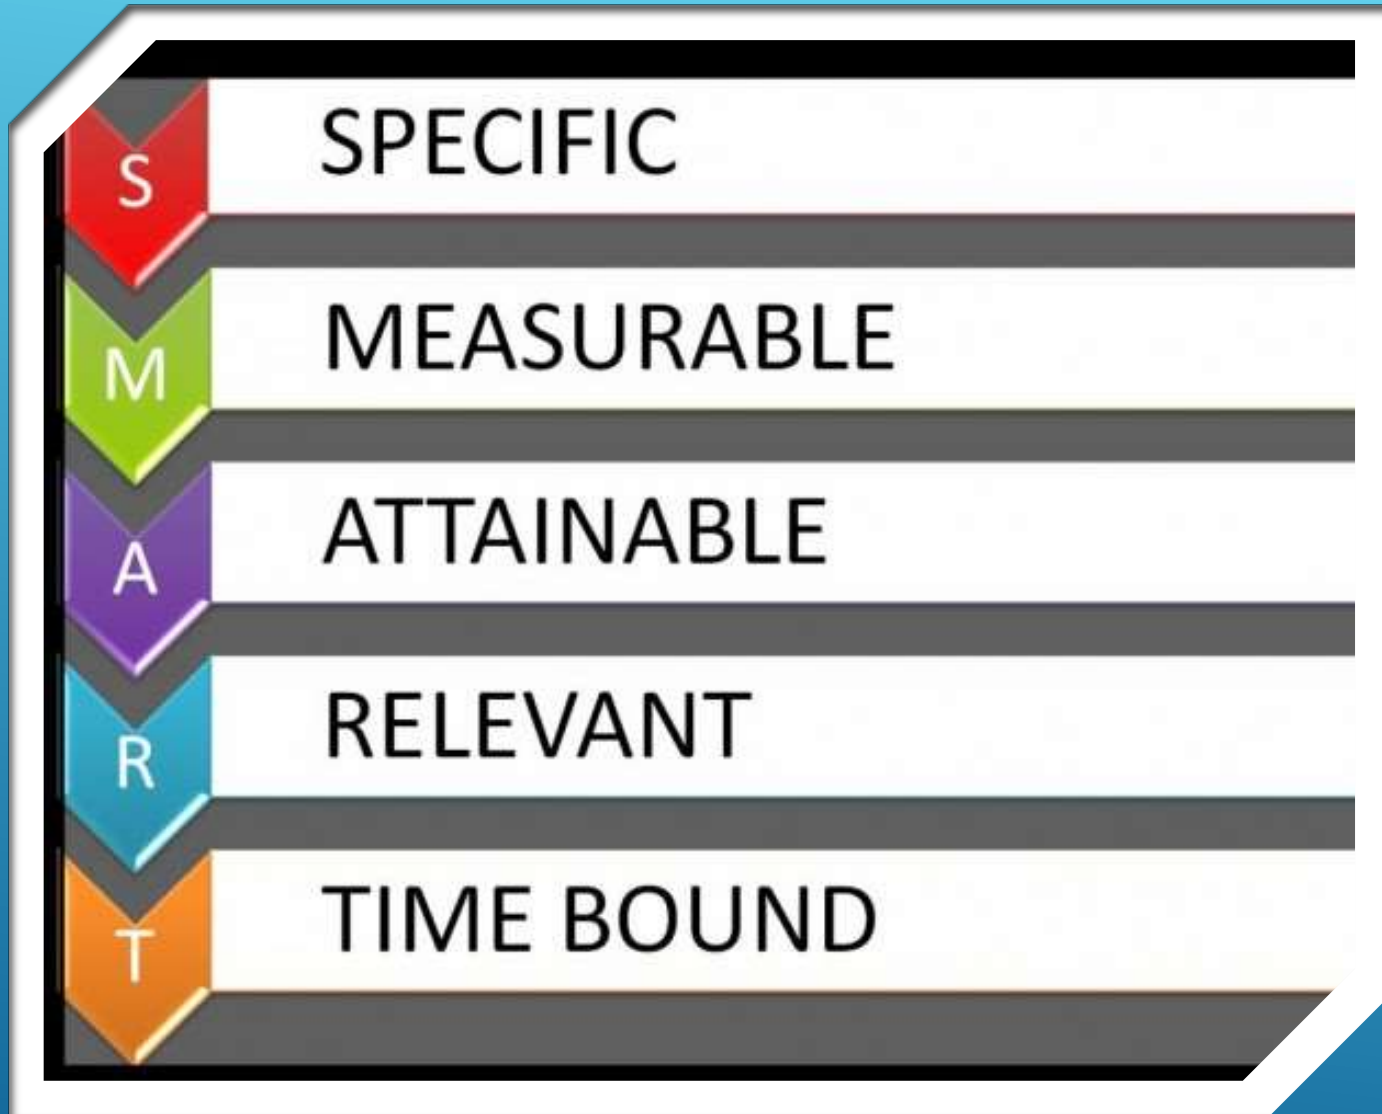 S SPECIFIC
M MEASURABLE
A ATTAINABLE
R RELEVANT
T TIME BOUND